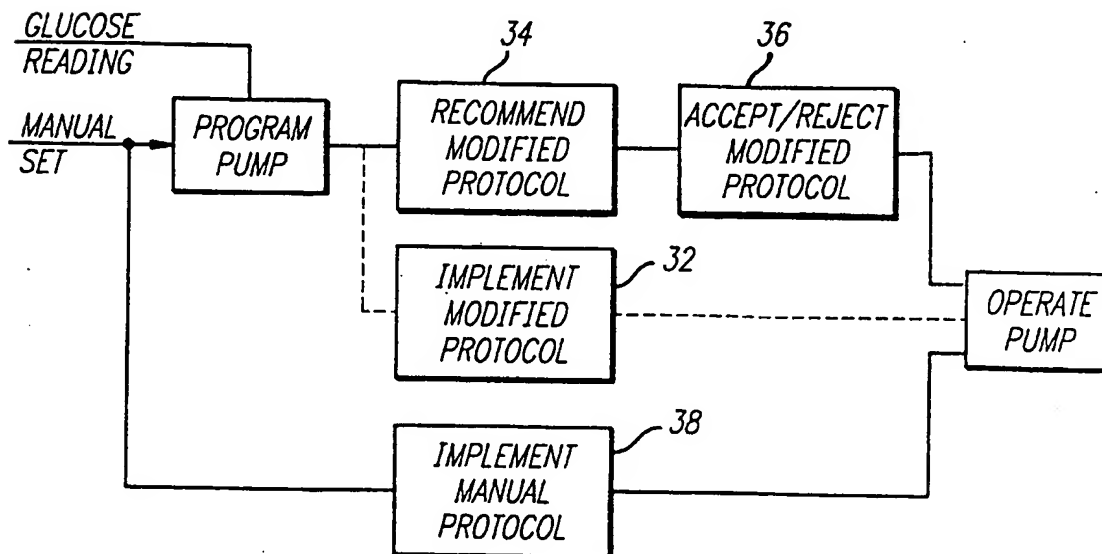 GLUCOSE
READING
MANUAL
SET
PROGRAM
PUMP
34
RECOMMEND
MODIFIED
PROTOCOL
36
ACCEPT/REJECT
MODIFIED
PROTOCOL
32
IMPLEMENT
MODIFIED
PROTOCOL
OPERATE
PUMP
38
IMPLEMENT
MANUAL
PROTOCOL